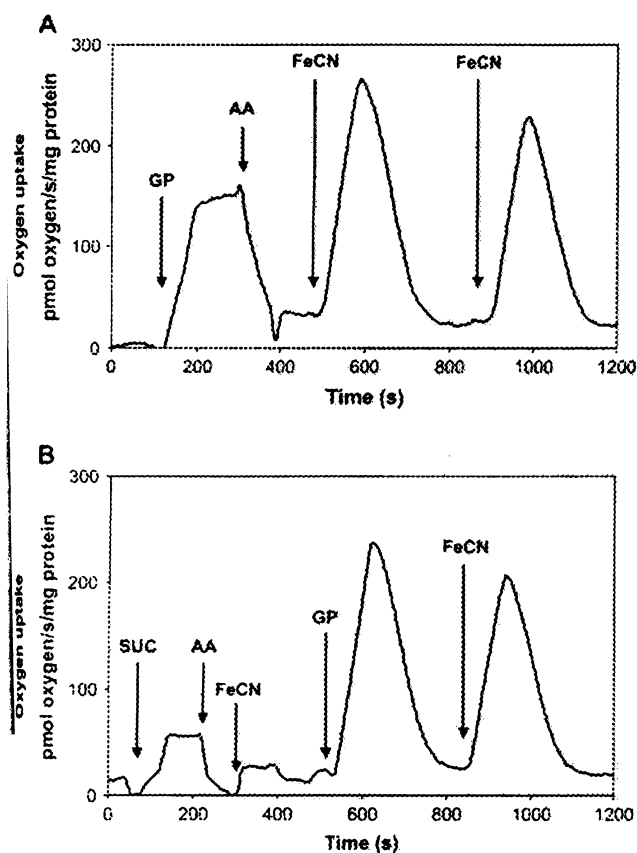 A
Oxygen uptake
pmol oxygen/s/mg protein
300
200
100
0
GP
AA
FeCN
FeCN
0 200 400 600 800 1000 1200
Time (s)
B
Oxygen uptake
pmol oxygen/s/mg protein
300
200
100
0
SUC
AA
FeCN
GP
FeCN
0 200 400 600 800 1000 1200
Time (s)